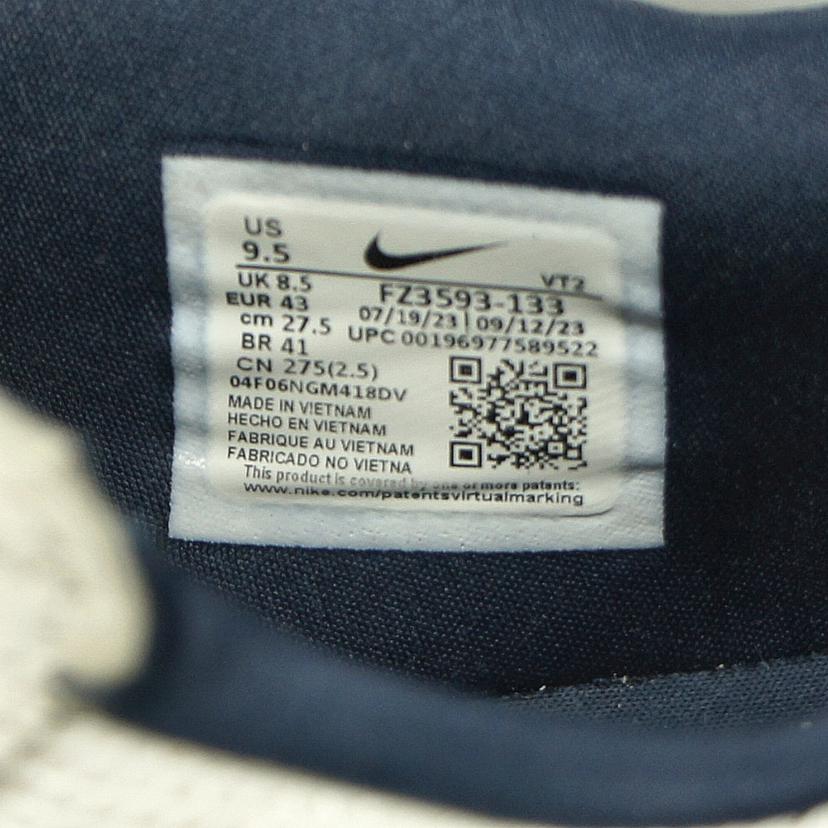 US
9.5
VT2
UK 8.5
FZ3593-133
EUR 43
07/19/23 | 09/12/23
cm 27.5
UPC 00196977589522
BR 41
CN 275(2.5)
04F06NGM418DV
MADE IN VIETNAM
HECHO EN VIETNAM
FABRIQUE AU VIETNAM
FABRICADO NO VIETNA
This product is covered by one or more patents:
www.nike.com/patentsvirtualmarking